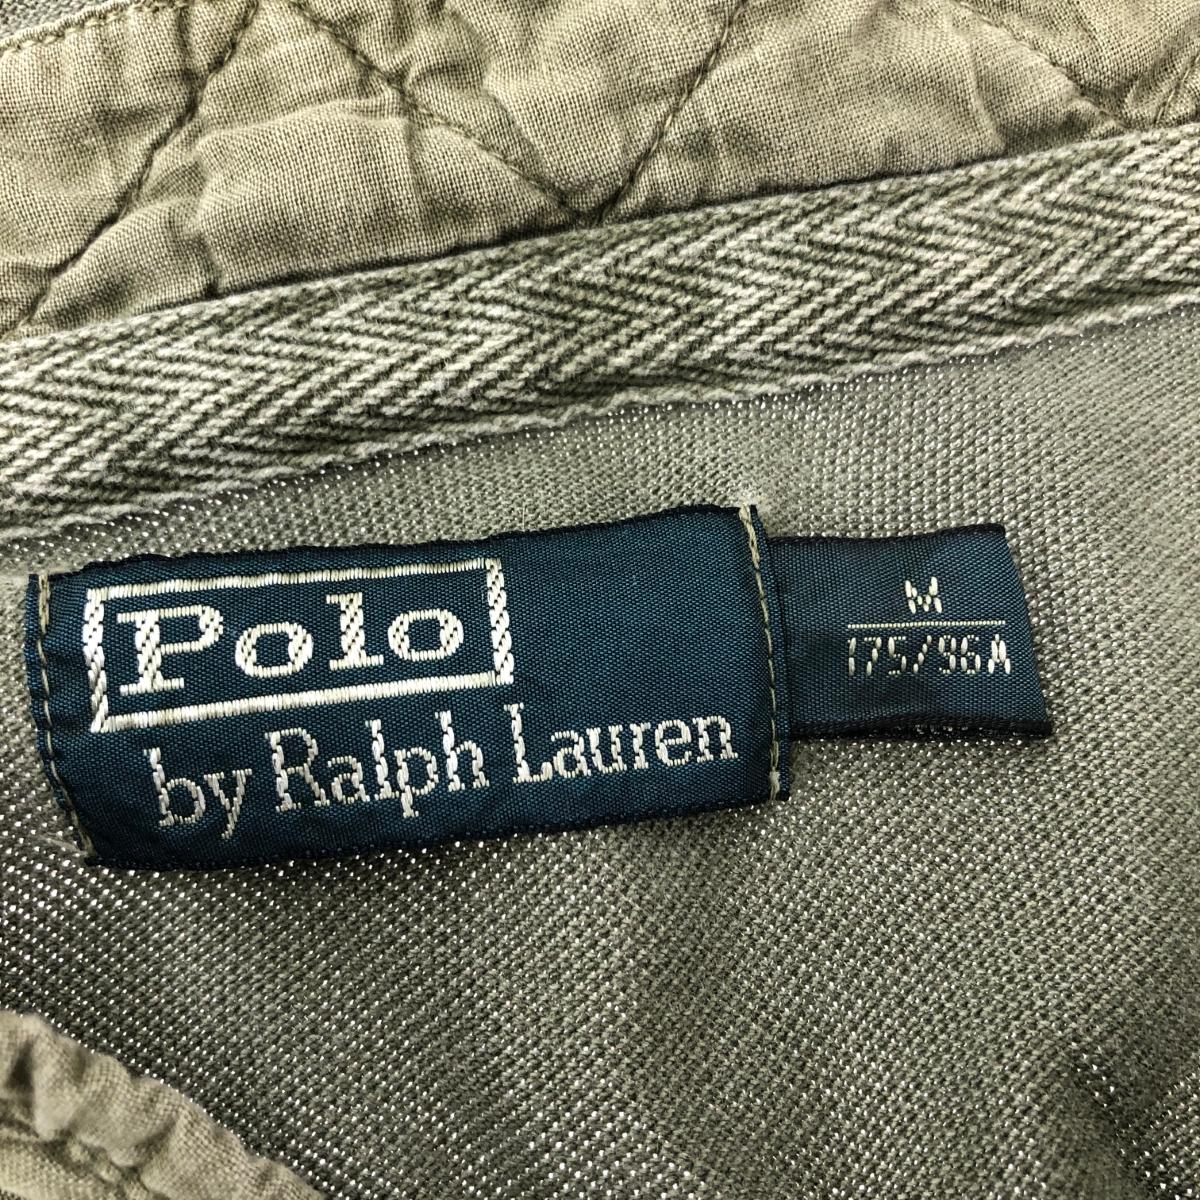 Polo
by Ralph Lauren
M
175/96A